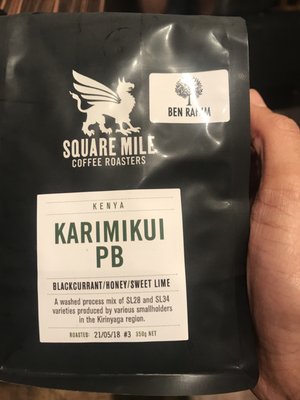 BEN RAHIM
SQUARE MILE
COFFEE ROASTERS
KENYA
KARIMIKUI
PB
BLACKCURRANT/HONEY/SWEET LIME
A washed process mix of SL28 and SL34
varieties produced by various smallholders
in the Kirinyaga region.
ROASTED: 21/05/18 #3 350g NET